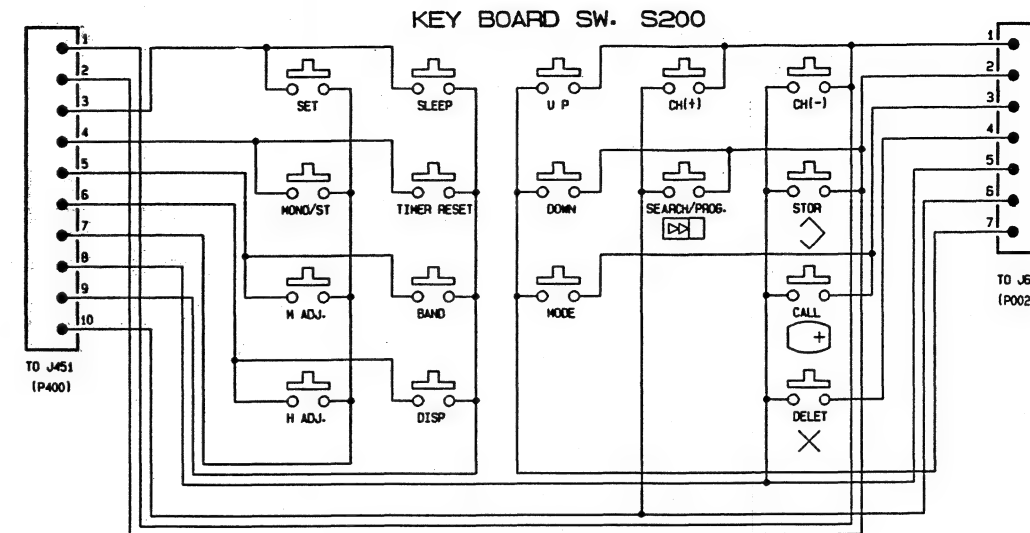 KEY BOARD SW. S200
1
2
3
4
5
6
7
8
9
10
TO J451
(P400)
SET
SLEEP
U P
CH(+)
CH(-)
MONO/ST
TIMER RESET
DOWN
SEARCH/PROG.
STOR
M ADJ.
BAND
MODE
CALL
H ADJ.
DISP
DELET
1
2
3
4
5
6
7
TO J6
(P002